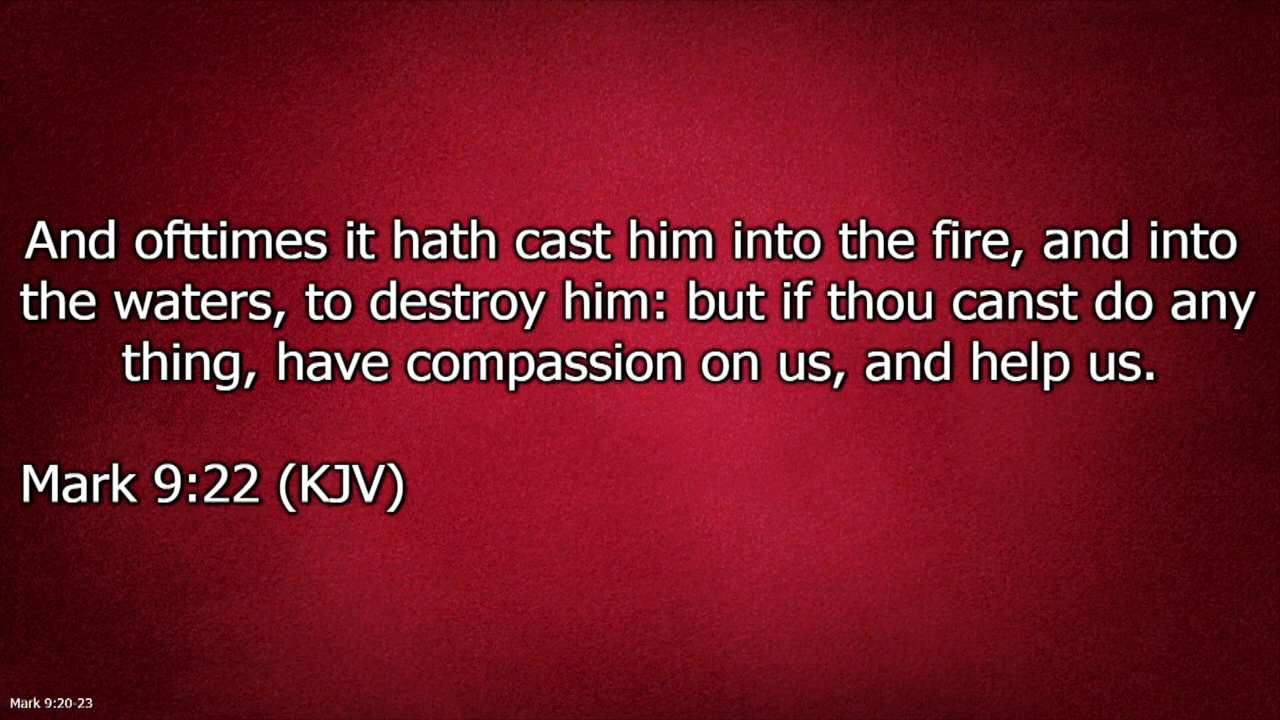 And ofttimes it hath cast him into the fire, and into
the waters, to destroy him: but if thou canst do any
thing, have compassion on us, and help us.
Mark 9:22 (KJV)
Mark 9:20-23